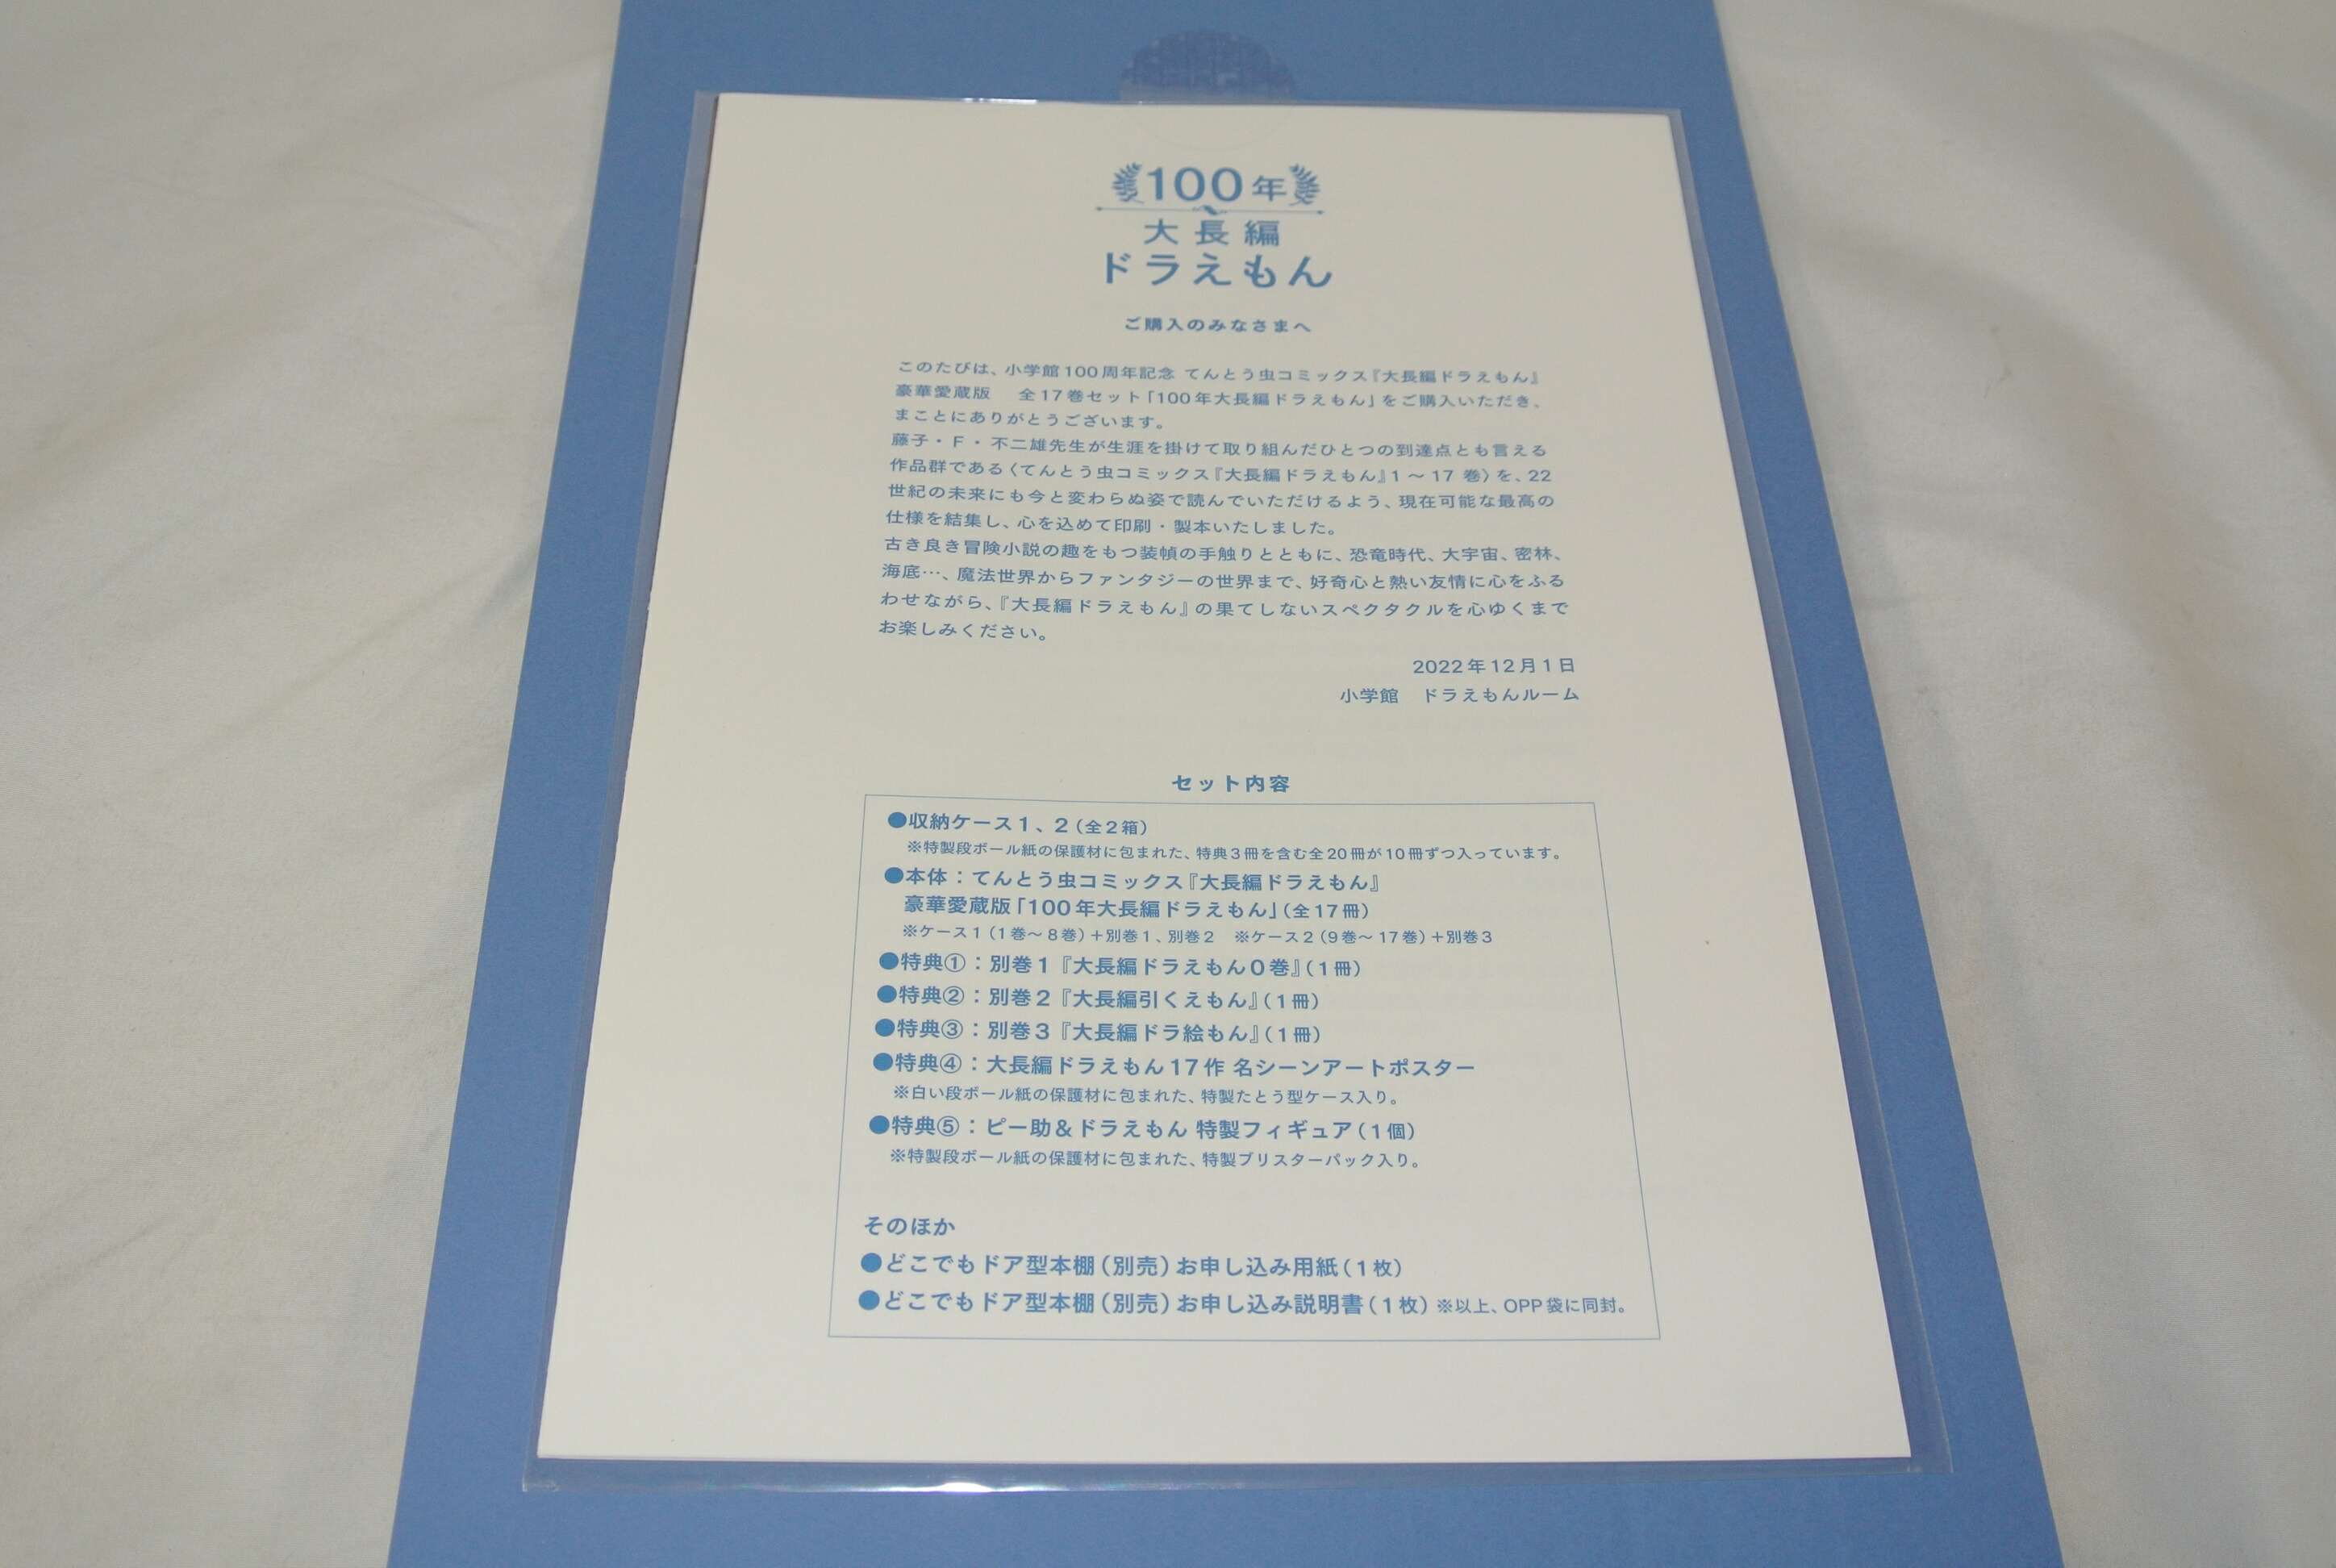 100年
大長編
ドラえもん
ご購入のみなさまへ
このたびは、小学館100周年記念 てんとう虫コミックス『大長編ドラえもん』
豪華愛蔵版　全17巻セット「100年大長編ドラえもん」をご購入いただき、
まことにありがとうございます。
藤子・F・不二雄先生が生涯を掛けて取り組んだひとつの到達点とも言える
作品群である〈てんとう虫コミックス『大長編ドラえもん』1～17 巻〉を、22
世紀の未来にも今と変わらぬ姿で読んでいただけるよう、現在可能な最高の
仕様を結集し、心を込めて印刷・製本いたしました。
古き良き冒険小説の趣をもつ装幀の手触りとともに、恐竜時代、大宇宙、密林、
海底…、魔法世界からファンタジーの世界まで、好奇心と熱い友情に心をふる
わせながら、『大長編ドラえもん』の果てしないスペクタクルを心ゆくまで
お楽しみください。
2022年12月1日
小学館　ドラえもんルーム
セット内容
●収納ケース1、2（全2箱）
※特製段ボール紙の保護材に包まれた、特典3冊を含む全20冊が10冊ずつ入っています。
●本体：てんとう虫コミックス『大長編ドラえもん』
豪華愛蔵版「100年大長編ドラえもん」（全17冊）
※ケース1（1巻～8巻）＋別巻1、別巻2　※ケース2（9巻～17巻）＋別巻3
●特典①：別巻1『大長編ドラえもん0巻』（1冊）
●特典②：別巻2『大長編引くえもん』（1冊）
●特典③：別巻3『大長編ドラ絵もん』（1冊）
●特典④：大長編ドラえもん17作 名シーンアートポスター
※白い段ボール紙の保護材に包まれた、特製たとう型ケース入り。
●特典⑤：ピー助＆ドラえもん 特製フィギュア（1個）
※特製段ボール紙の保護材に包まれた、特製ブリスターパック入り。
そのほか
●どこでもドア型本棚（別売）お申し込み用紙（1枚）
●どこでもドア型本棚（別売）お申し込み説明書（1枚）※以上、OPP袋に同封。